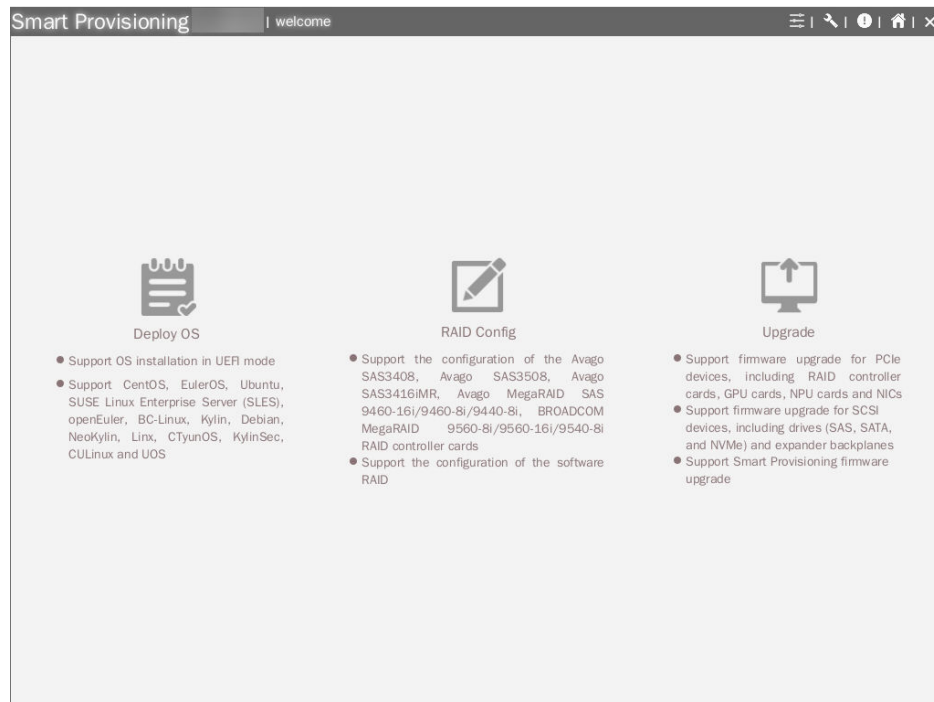 Smart Provisioning | welcome
Deploy OS
Support OS installation in UEFI mode
Support CentOS, EulerOS, Ubuntu,
SUSE Linux Enterprise Server (SLES),
openEuler, BC-Linux, Kylin, Debian,
NeoKylin, Linx, CTyunOS, KylinSec,
CULinux and UOS
RAID Config
Support the configuration of the Avago
SAS3408, Avago SAS3508, Avago
SAS3416iMR, Avago MegaRAID SAS
9460-16i/9460-8i/9440-8i, BROADCOM
MegaRAID 9560-8i/9560-16i/9540-8i
RAID controller cards
Support the configuration of the software
RAID
Upgrade
Support firmware upgrade for PCIe
devices, including RAID controller
cards, GPU cards, NPU cards and NICs
Support firmware upgrade for SCSI
devices, including drives (SAS, SATA,
and NVMe) and expander backplanes
Support Smart Provisioning firmware
upgrade